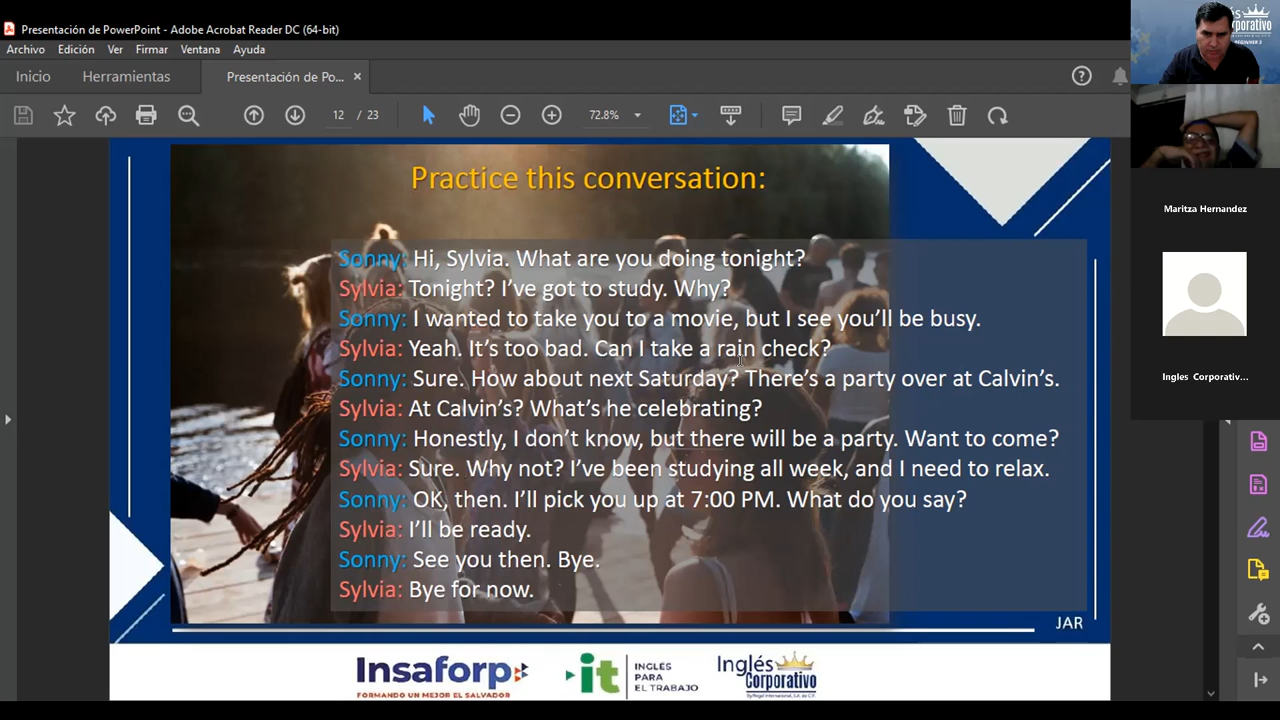 Presentación de PowerPoint - Adobe Acrobat Reader DC (64-bit)
Archivo Edición Ver Firmar Ventana Ayuda
Inicio Herramientas Presentación de Po... ×
12 / 23 72.8%
Practice this conversation:
Sonny: Hi, Sylvia. What are you doing tonight?
Sylvia: Tonight? I've got to study. Why?
Sonny: I wanted to take you to a movie, but I see you'll be busy.
Sylvia: Yeah. It's too bad. Can I take a rain check?
Sonny: Sure. How about next Saturday? There's a party over at Calvin's.
Sylvia: At Calvin's? What's he celebrating?
Sonny: Honestly, I don't know, but there will be a party. Want to come?
Sylvia: Sure. Why not? I've been studying all week, and I need to relax.
Sonny: OK, then. I'll pick you up at 7:00 PM. What do you say?
Sylvia: I'll be ready.
Sonny: See you then. Bye.
Sylvia: Bye for now.
JAR
Insaforp
FORMANDO UN MEJOR EL SALVADOR
it
INGLÉS
PARA
EL TRABAJO
Inglés
Corporativo
Maritza Hernandez
Ingles Corporativ...